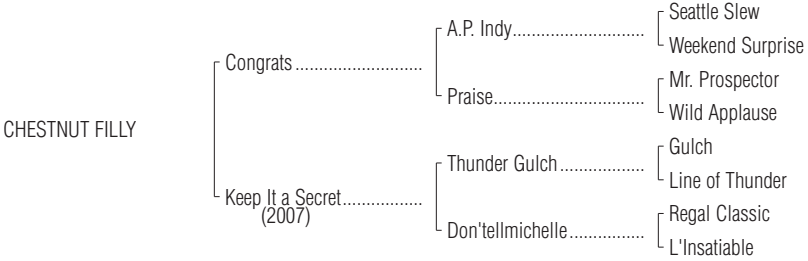 Seattle Slew
A.P. Indy..............................
Weekend Surprise
Congrats ...........................
Mr. Prospector
Praise..................................
Wild Applause
CHESTNUT FILLY
Gulch
Thunder Gulch ...................
Line of Thunder
Keep It a Secret.................
(2007)
Regal Classic
Don'tellmichelle.................
L'Insatiable